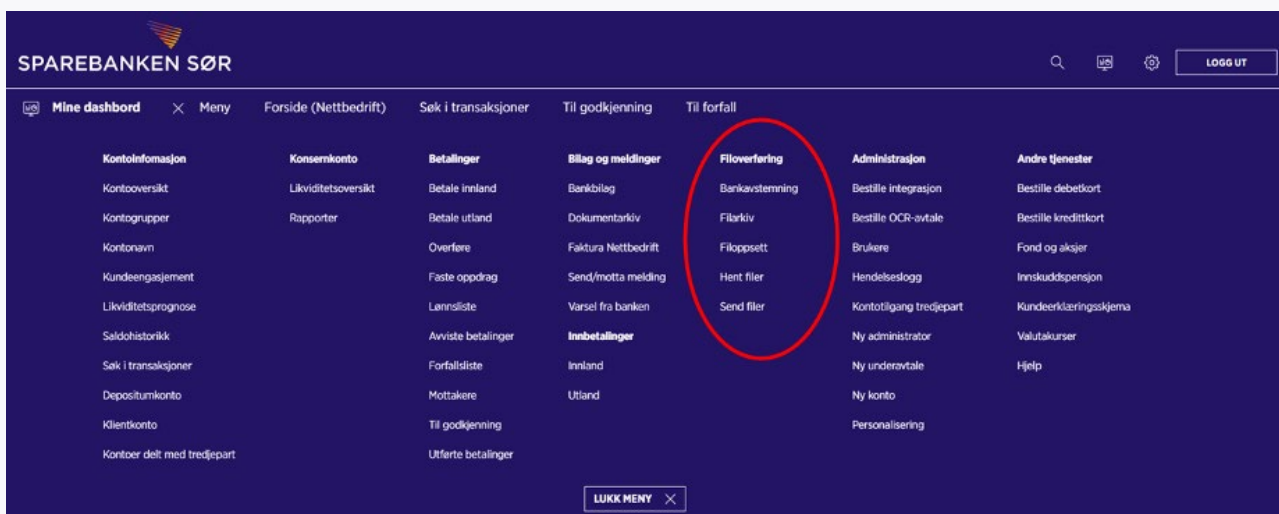 SPAREBANKEN SØR
LOGG UT
Mine dashbord
Meny
Forside (Nettbedrift)
Søk i transaksjoner
Til godkjenning
Til forfall
Kontoinfomasjon
Kontooversikt
Kontogrupper
Kontonavn
Kundeengasjement
Likviditetsprognose
Saldohistorikk
Søk i transaksjoner
Depositumkonto
Klientkonto
Kontoer delt med tredjepart
Konsernkonto
Likviditetsoversikt
Rapporter
Betalinger
Betale innland
Betale utland
Overføre
Faste oppdrag
Lønnsliste
Avviste betalinger
Forfallsliste
Mottakere
Til godkjenning
Utførte betalinger
Bilag og meldinger
Bankbilag
Dokumentarkiv
Faktura Nettbedrift
Send/motta melding
Varsel fra banken
Innbetalinger
Innland
Utland
Filoverføring
Bankavstemning
Filarkiv
Filoppsett
Hent filer
Send filer
Administrasjon
Bestille integrasjon
Bestille OCR-avtale
Brukere
Hendelseslogg
Kontotilgang tredjepart
Ny administrator
Ny underavtale
Ny konto
Personalisering
Andre tjenester
Bestille debetkort
Bestille kredittkort
Fond og aksjer
Innskuddspensjon
Kundeerklæringsskjema
Valutakurser
Hjelp
LUKK MENY